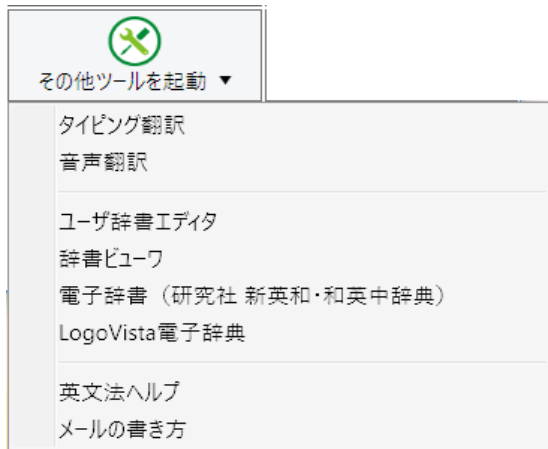 その他ツールを起動 ▼
タイピング翻訳
音声翻訳
ユーザ辞書エディタ
辞書ビューワ
電子辞書（研究社 新英和・和英中辞典）
LogoVista電子辞典
英文法ヘルプ
メールの書き方